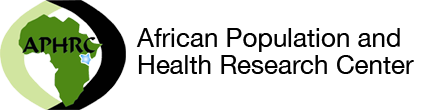 APHRC
African Population and
Health Research Center